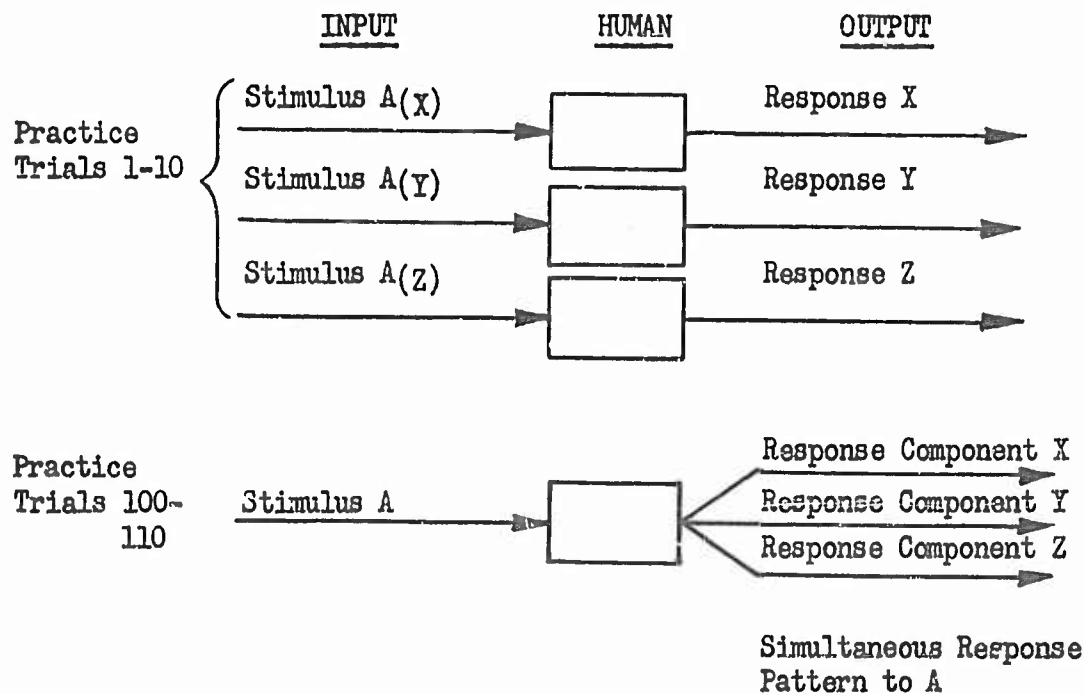 INPUT HUMAN OUTPUT
Stimulus A(X) Response X
Practice
Trials 1-10
Stimulus A(Y) Response Y
Stimulus A(Z) Response Z
Practice
Trials 100-
110
Stimulus A
Response Component X
Response Component Y
Response Component Z
Simultaneous Response
Pattern to A